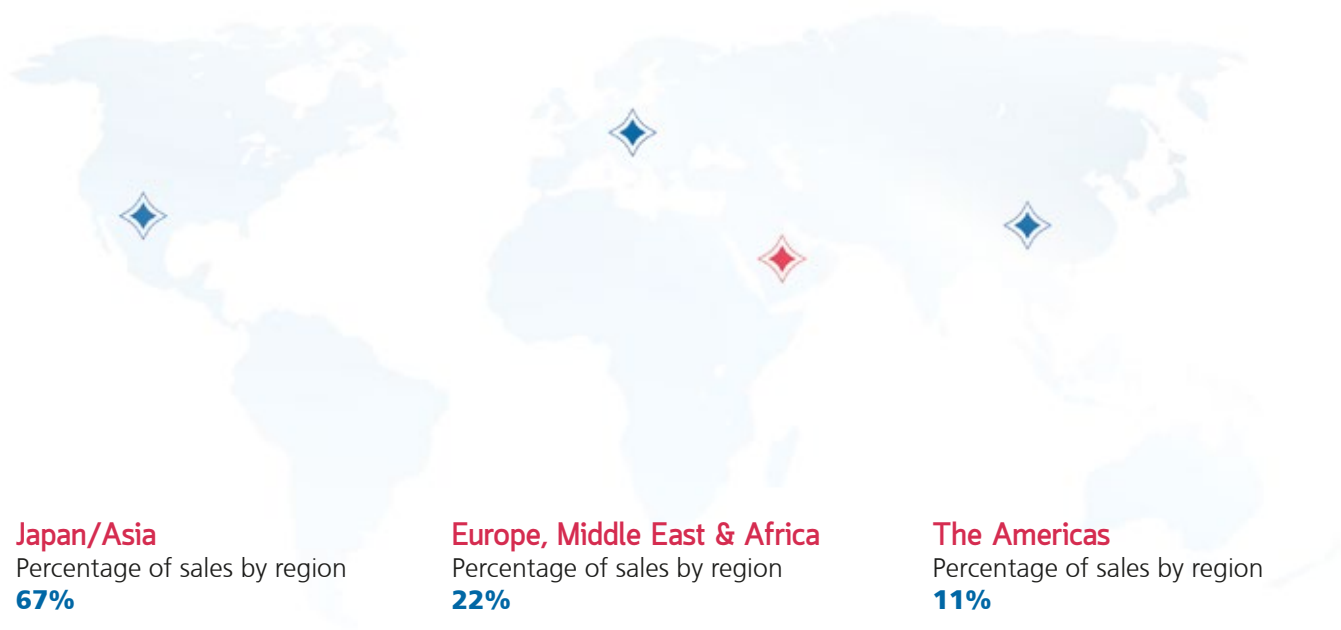 Japan/Asia
Percentage of sales by region
67%
Europe, Middle East & Africa
Percentage of sales by region
22%
The Americas
Percentage of sales by region
11%